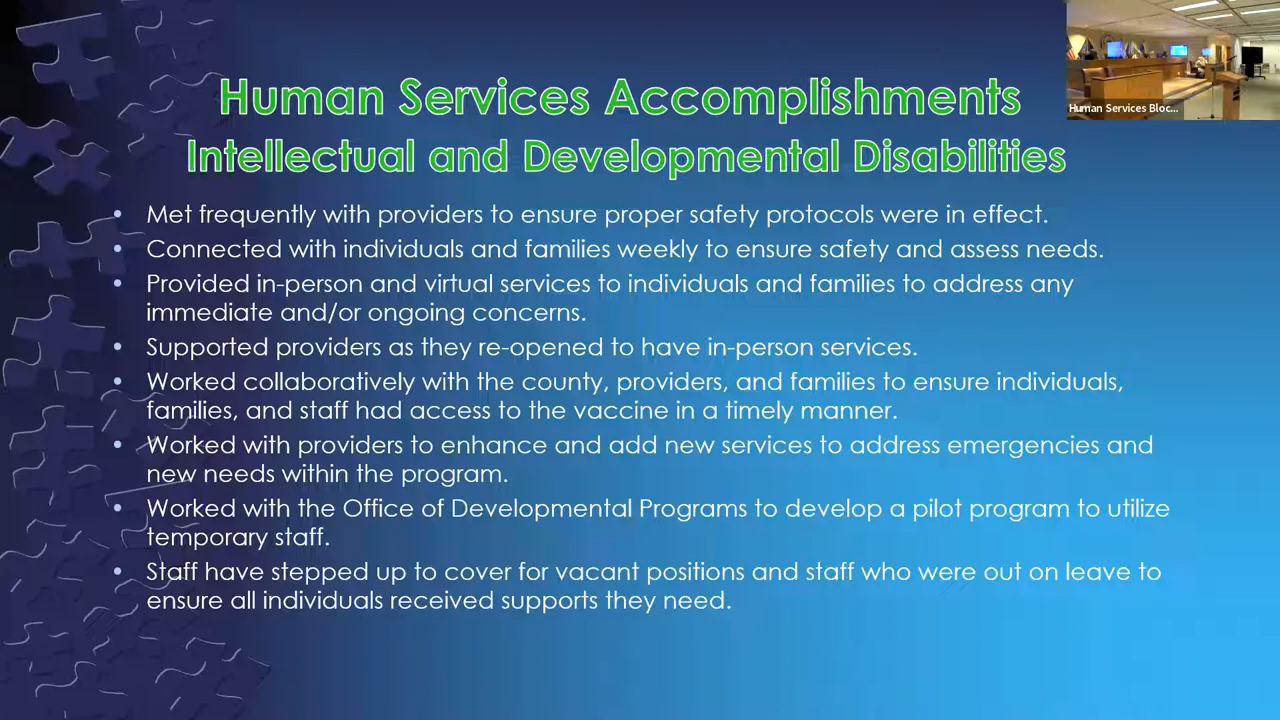 Human Services Accomplishments
Intellectual and Developmental Disabilities
Human Services Bloc...
• Met frequently with providers to ensure proper safety protocols were in effect.
• Connected with individuals and families weekly to ensure safety and assess needs.
• Provided in-person and virtual services to individuals and families to address any
immediate and/or ongoing concerns.
• Supported providers as they re-opened to have in-person services.
• Worked collaboratively with the county, providers, and families to ensure individuals,
families, and staff had access to the vaccine in a timely manner.
• Worked with providers to enhance and add new services to address emergencies and
new needs within the program.
• Worked with the Office of Developmental Programs to develop a pilot program to utilize
temporary staff.
• Staff have stepped up to cover for vacant positions and staff who were out on leave to
ensure all individuals received supports they need.